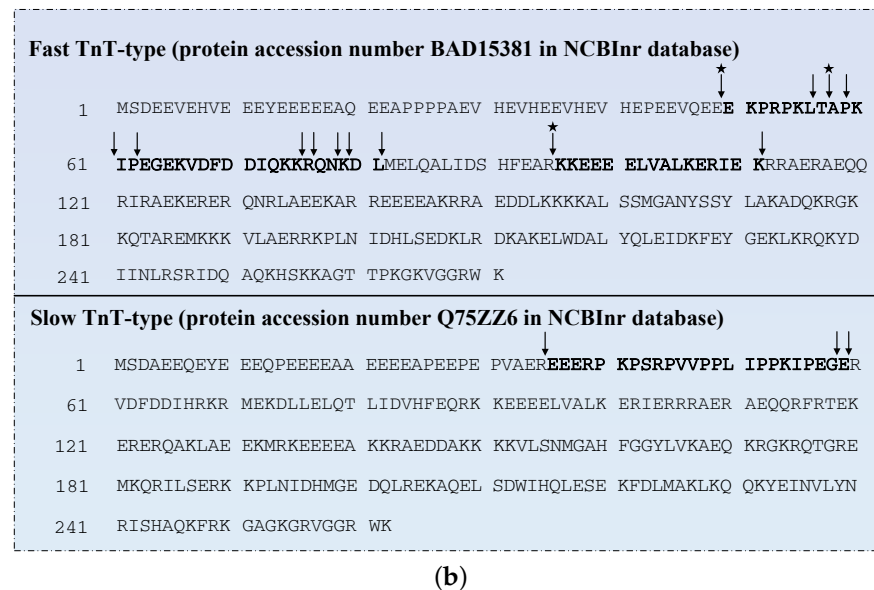 Fast TnT-type (protein accession number BAD15381 in NCBInr database)
1 MSDEEVEHVE EEYEEEEEAQ EEAPPPPAEV HEVHEEVHEV HEPEEVQEEE KPRPKLTAPK
61 IPEGEKVDFD DIQKKRQNKD LMELQALIDS HFEARKKEEE ELVALKERIE KRRAERAEQQ
121 RIRAEKERER QNRLAEEKAR REEEEAKRRA EDDLKKKKAL SSMGANYSSY LAKADQKRGK
181 KQTAREMKKK VLAERRKPLN IDHLSEDKLR DKAKELWDAL YQLEIDKFEY GEKLKRQKYD
241 IINLRSRIDQ AQKHSKKAGT TPKGKVGGRW K
Slow TnT-type (protein accession number Q75ZZ6 in NCBInr database)
1 MSDAEEQEYE EEQPEEEEAA EEEEAPEEPE PVAEREEERP KPSRPVVPPL IPPKIPEGER
61 VDFDDIHRKR MEKDLLELQT LIDVHFEQRK KEEEELVALK ERIERRRAER AEQQRFRTEK
121 ERERQAKLAE EKMRKEEEEA KKRAEDDAKK KKVLSNMGAH FGGYLVKAEQ KRGKRQTGRE
181 MKQRILSERK KPLNIDHMGE DQLREKAQEL SDWIHQLESE KFDLMAKLKQ QKYEINVLYN
241 RISHAQKFRK GAGKGRVGGR WK
(b)